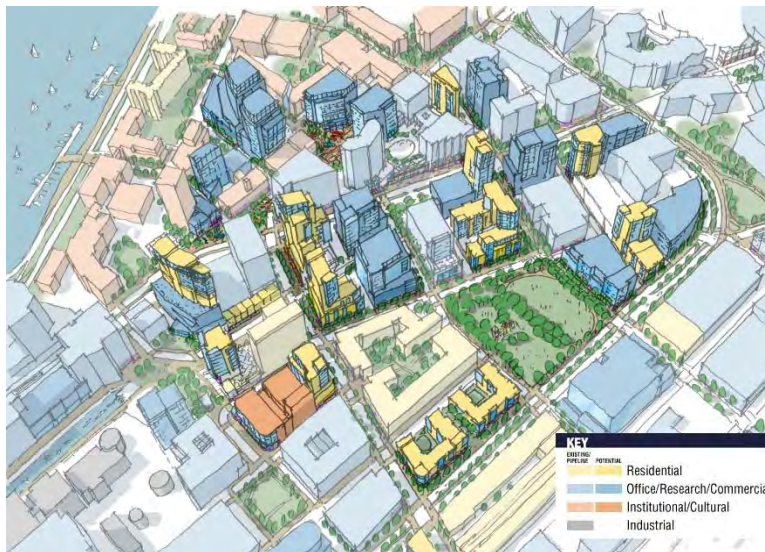 KEY
EXISTING/
PIPELINE POTENTIAL
Residential
Office/Research/Commercia
Institutional/Cultural
Industrial